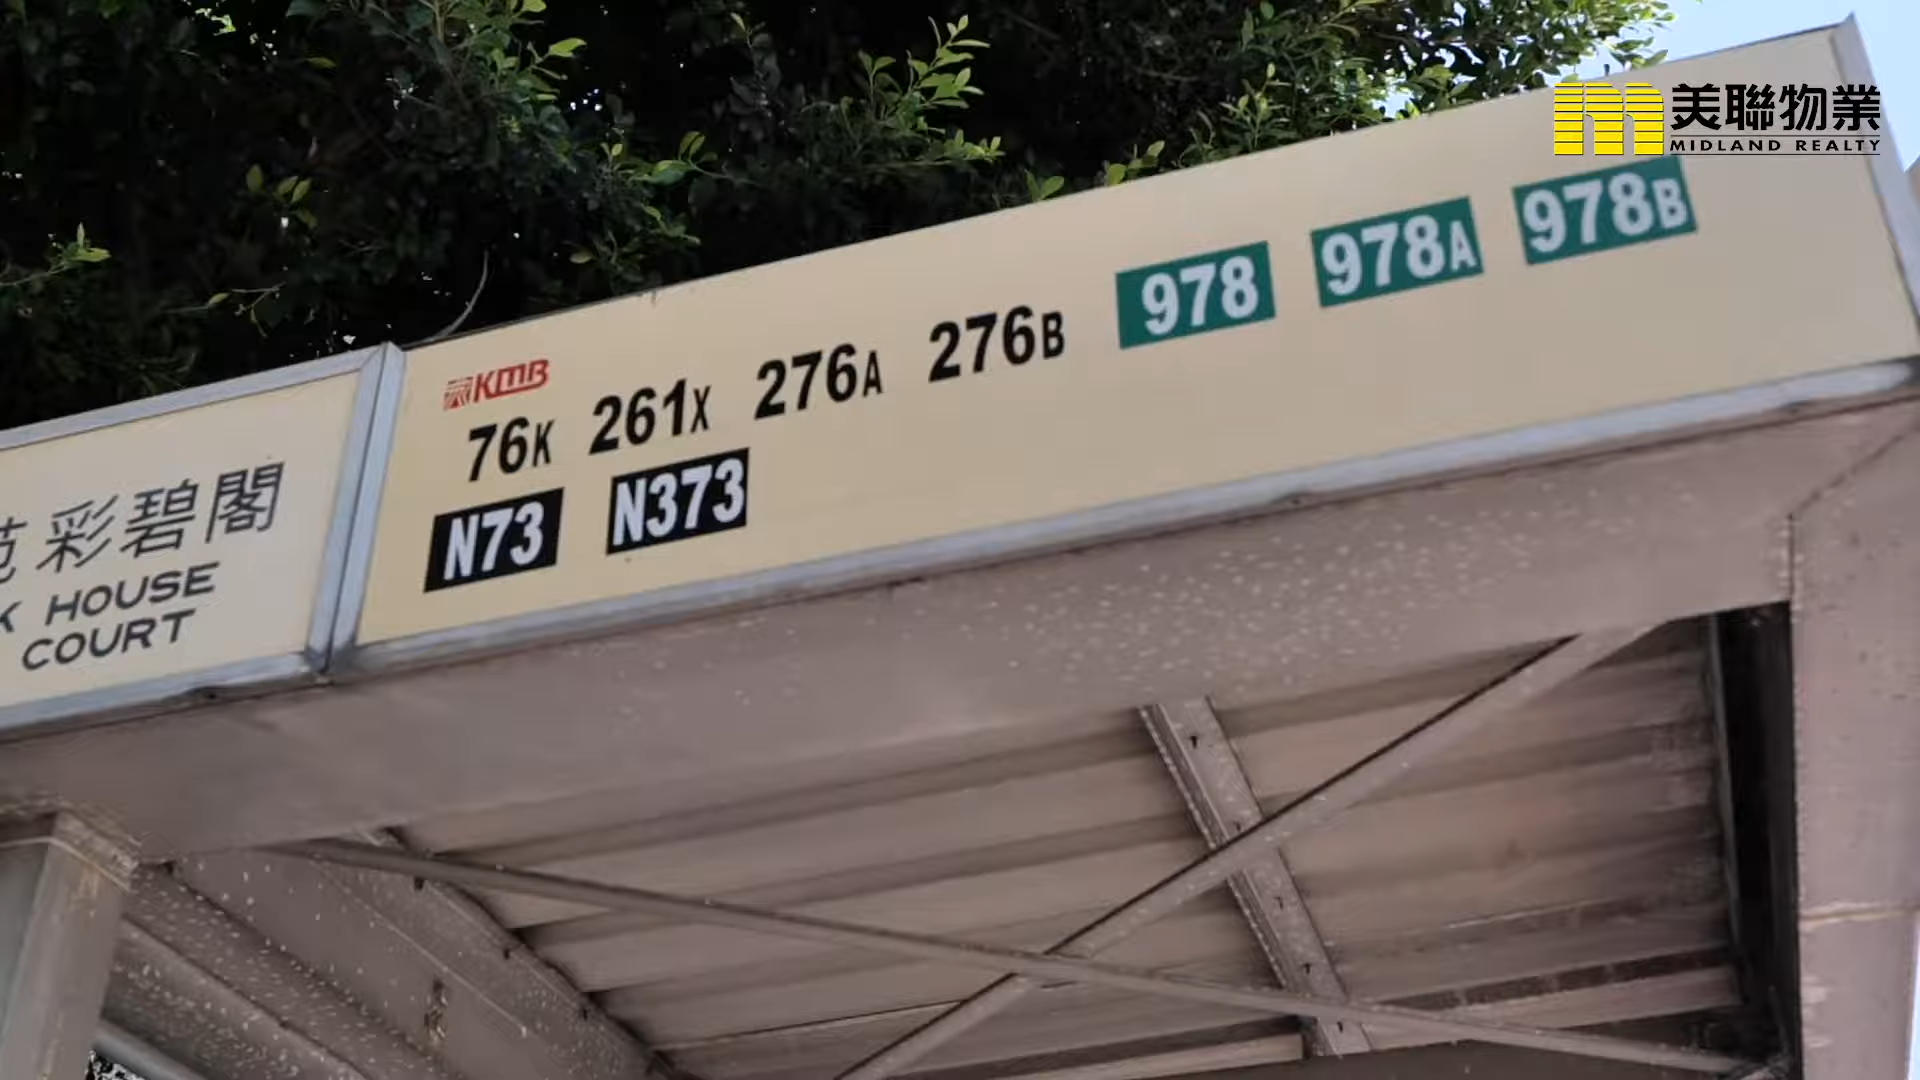 美聯物業
MIDLAND REALTY
KMB
76K 261X 276A 276B 978 978A 978B
N73 N373
苑 彩碧閣
K HOUSE
COURT